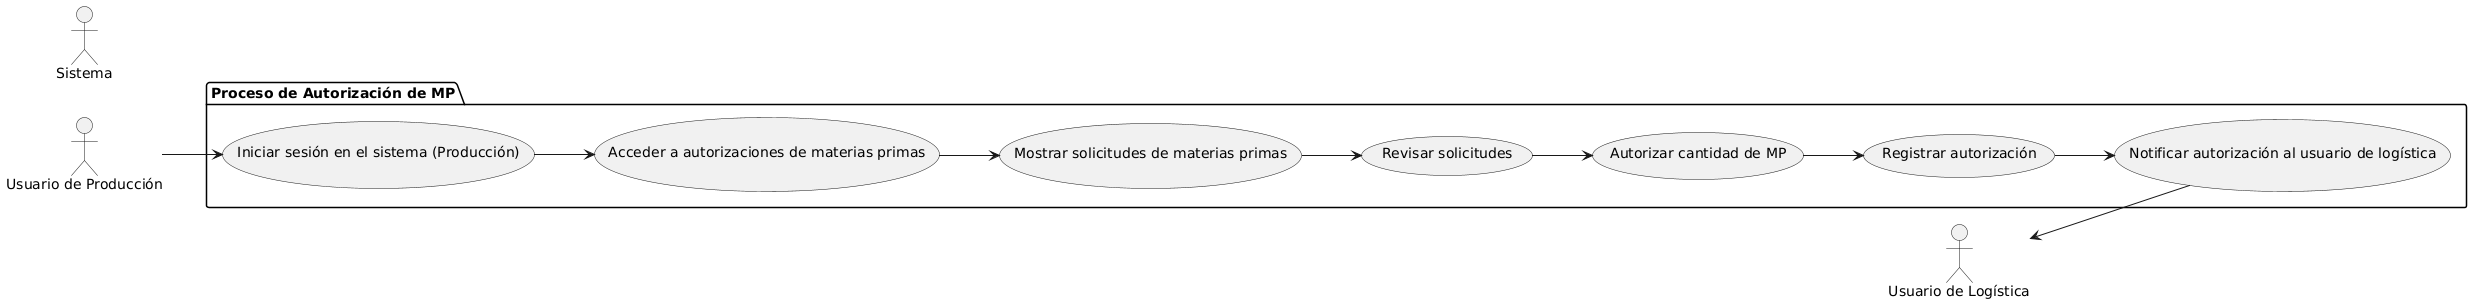 Sistema
Proceso de Autorización de MP
Usuario de Producción
Iniciar sesión en el sistema (Producción)
Acceder a autorizaciones de materias primas
Mostrar solicitudes de materias primas
Revisar solicitudes
Autorizar cantidad de MP
Registrar autorización
Notificar autorización al usuario de logística
Usuario de Logística